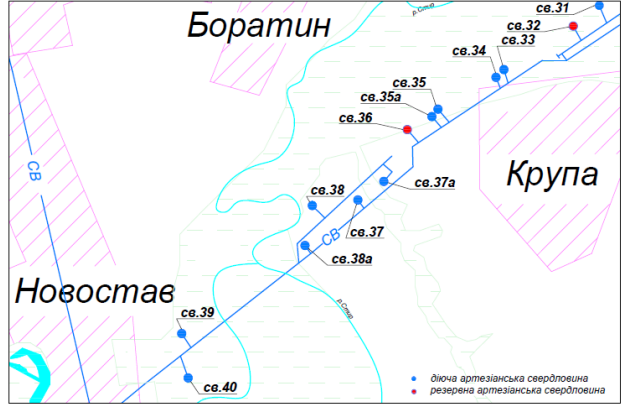 св.31
Боратин
р.Стир
св.32
св.33
св.34
св.35
св.35а
св.36
СВ
Крупа
св.37а
св.38
СВ
св.37
св.38а
Новостав
р.Стир
св.39
св.40
діюча артезіанська свердловина
резервна артезіанська свердловина